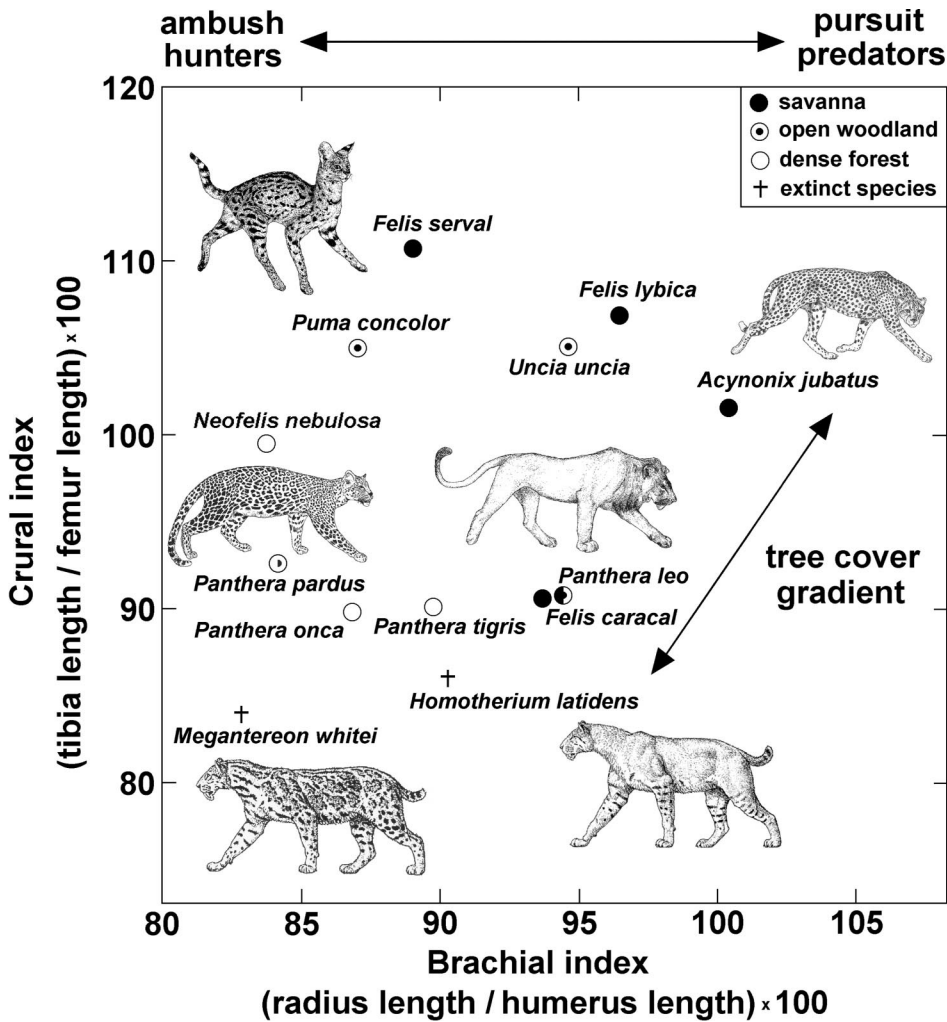 ambush
hunters
pursuit
predators
120
110
100
90
80
Crural index
(tibia length / femur length) × 100
savanna
open woodland
dense forest
† extinct species
Felis serval
Felis lybica
Puma concolor
Uncia uncia
Acynonix jubatus
Neofelis nebulosa
Panthera pardus
Panthera leo
tree cover
gradient
Panthera onca
Panthera tigris
Felis caracal
Homotherium latidens
Megantereon whitei
80
85
90
95
100
105
Brachial index
(radius length / humerus length) × 100